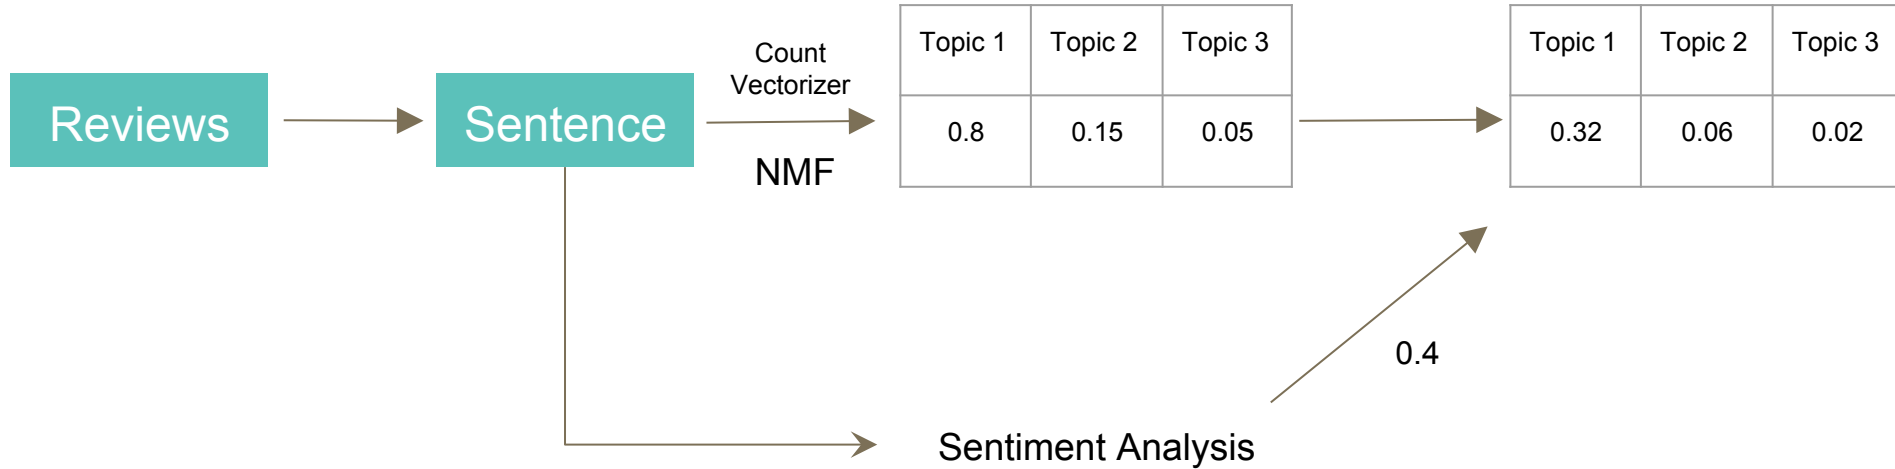 Reviews
Sentence
Count
Vectorizer
NMF
Topic 1 Topic 2 Topic 3
0.8 0.15 0.05
Topic 1 Topic 2 Topic 3
0.32 0.06 0.02
0.4
Sentiment Analysis